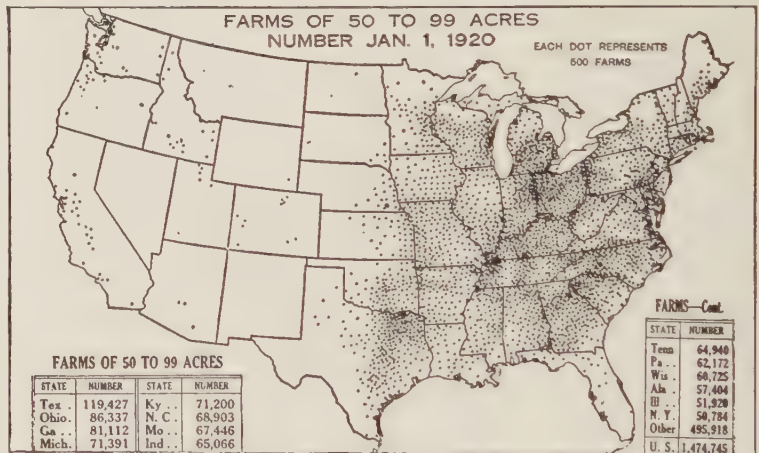 FARMS OF 50 TO 99 ACRES
NUMBER JAN. 1, 1920
EACH DOT REPRESENTS
500 FARMS
FARMS OF 50 TO 99 ACRES
STATE NUMBER STATE NUMBER
Tex . 119,427 Ky . . 71,200
Ohio. 86,337 N. C . 68,903
Ga . . 81,112 Mo . . 67,446
Mich. 71,391 Ind . . 65,066
FARMS—Cont.
STATE NUMBER
Tenn 64,940
Pa . . 62,172
Wis . 60,725
Ala . 57,404
Ill . . 51,920
N. Y. 50,784
Other 495,918
U. S. 1,474,745